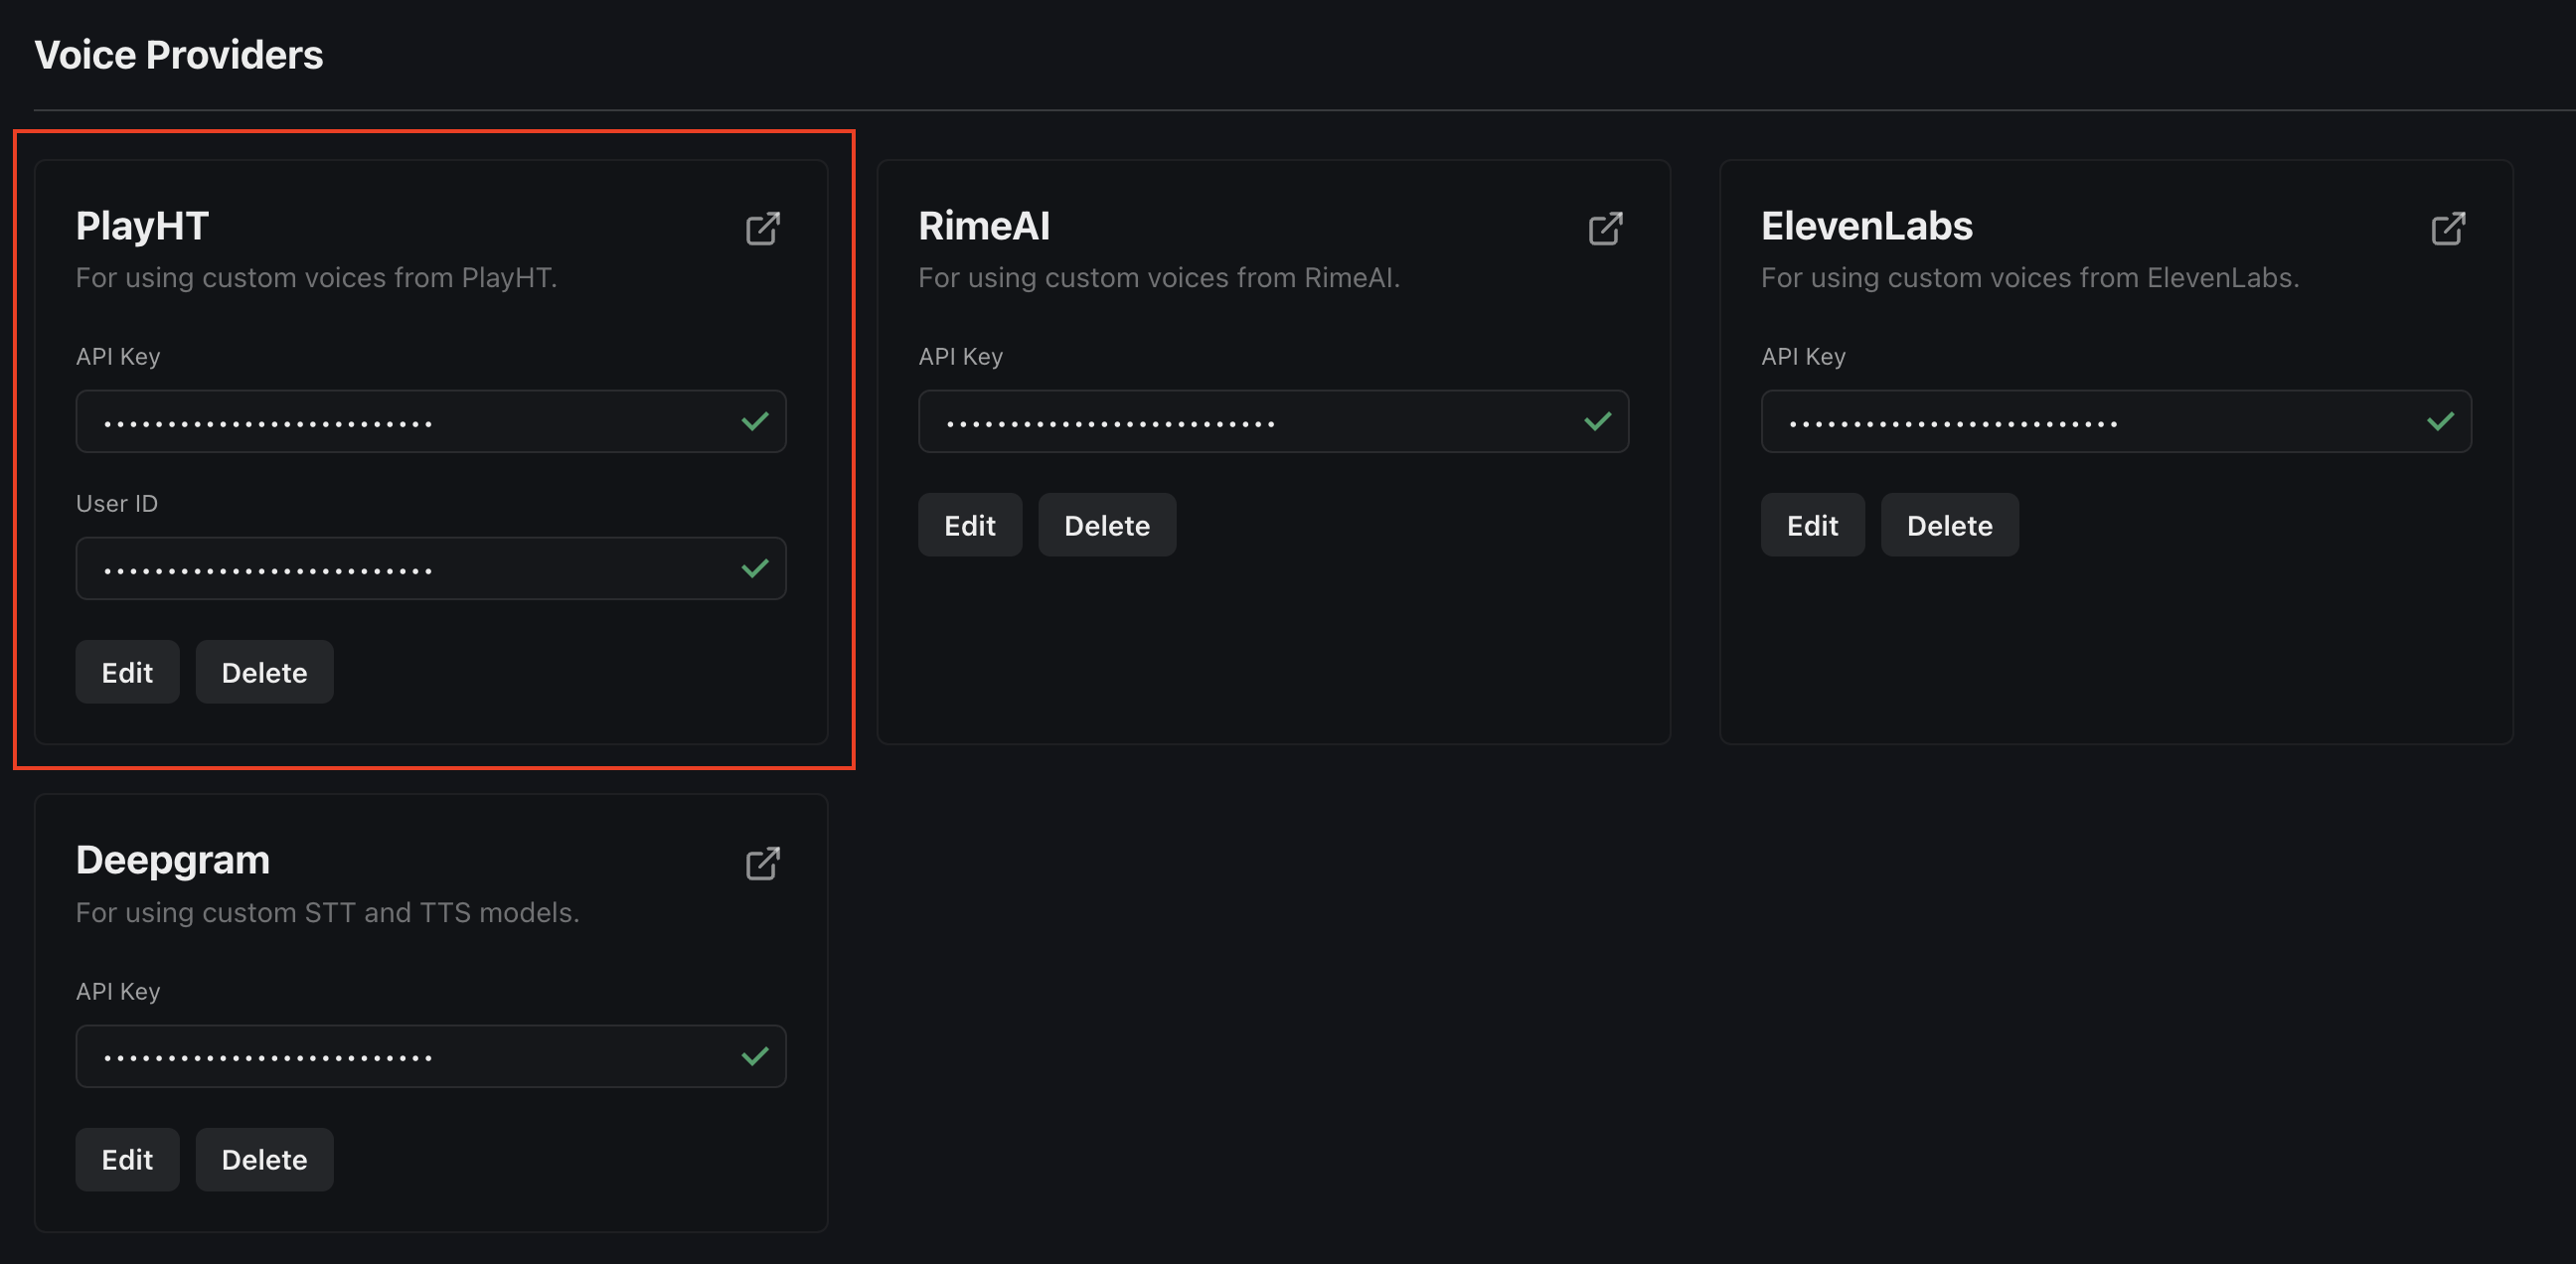 Voice Providers
PlayHT
For using custom voices from PlayHT.
API Key
••••••••••••••••••••••••••
User ID
••••••••••••••••••••••••••
Edit Delete
RimeAI
For using custom voices from RimeAI.
API Key
••••••••••••••••••••••••••
Edit Delete
ElevenLabs
For using custom voices from ElevenLabs.
API Key
••••••••••••••••••••••••••
Edit Delete
Deepgram
For using custom STT and TTS models.
API Key
••••••••••••••••••••••••••
Edit Delete